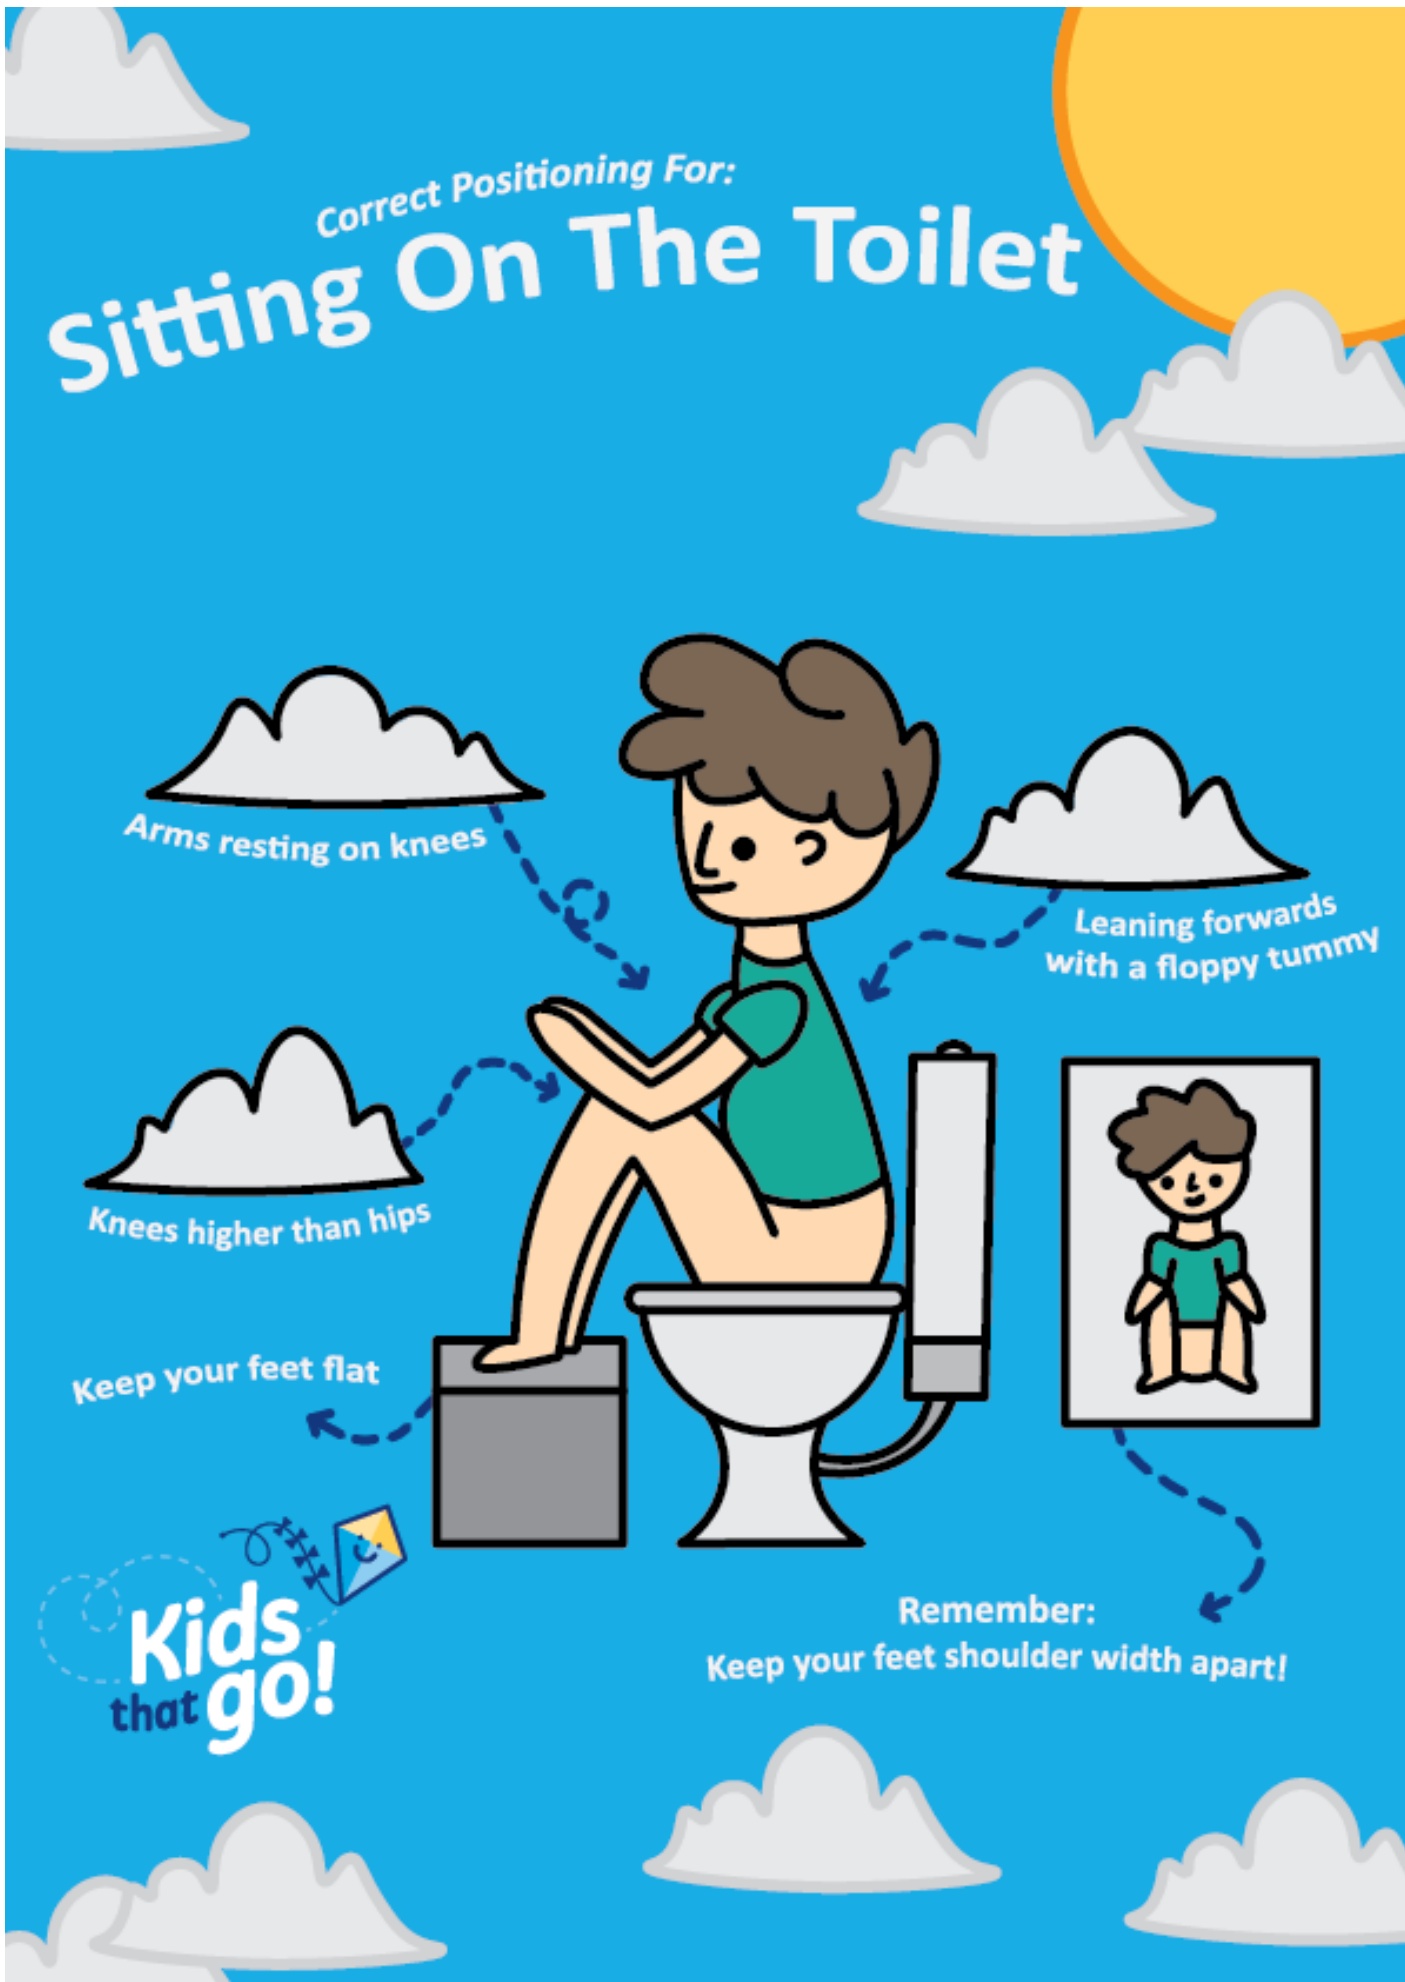 Correct Positioning For:
Sitting On The Toilet
Arms resting on knees
Leaning forwards
with a floppy tummy
Knees higher than hips
Keep your feet flat
Kids
that go!
Remember:
Keep your feet shoulder width apart!